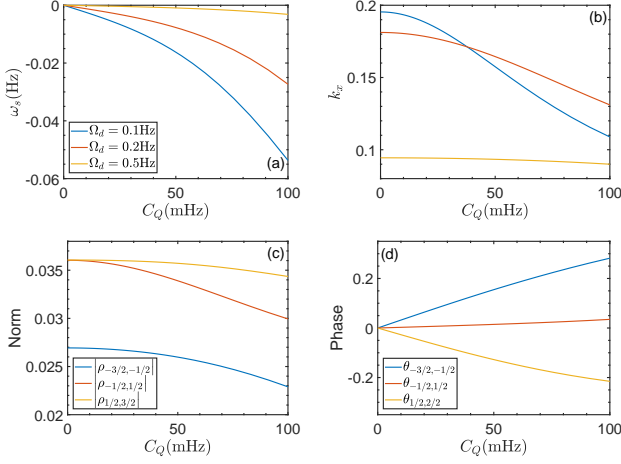 0
-0.02
-0.04
-0.06
ω_s(Hz)
Ω_d = 0.1Hz
Ω_d = 0.2Hz
Ω_d = 0.5Hz
(a)
0 50 100
C_Q(mHz)
0.2
0.15
0.1
k_x
(b)
0 50 100
C_Q(mHz)
0.035
0.03
0.025
0.02
Norm
(c)
|ρ_{-3/2,-1/2}|
|ρ_{-1/2,1/2}|
|ρ_{1/2,3/2}|
0 50 100
C_Q(mHz)
0.2
0
-0.2
Phase
(d)
θ_{-3/2,-1/2}
θ_{-1/2,1/2}
θ_{1/2,2/2}
0 50 100
C_Q(mHz)